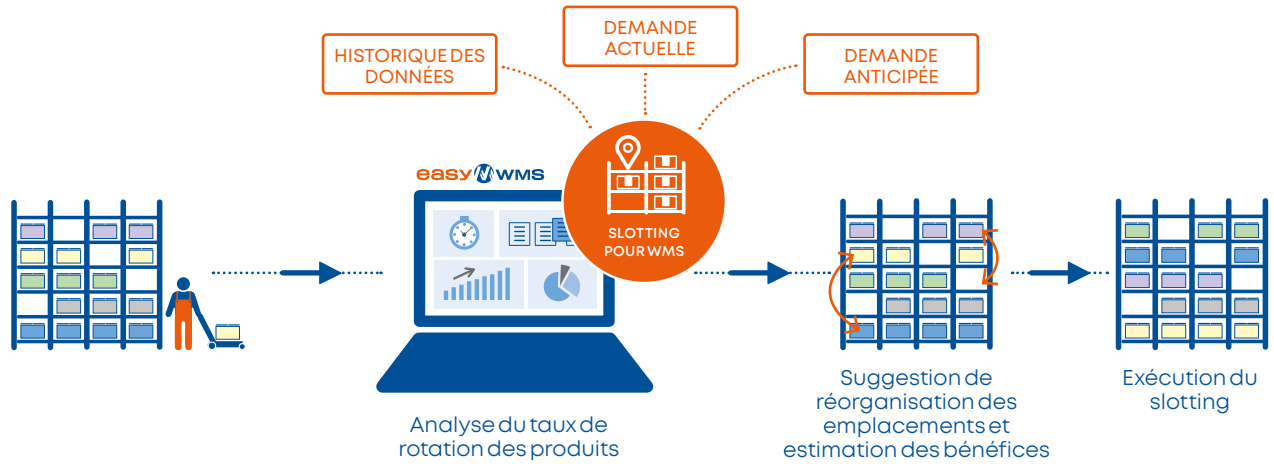 HISTORIQUE DES
DONNÉES
DEMANDE
ACTUELLE
DEMANDE
ANTICIPÉE
easy WMS
SLOTTING
POUR WMS
Analyse du taux de
rotation des produits
Suggestion de
réorganisation des
emplacements et
estimation des bénéfices
Exécution du
slotting